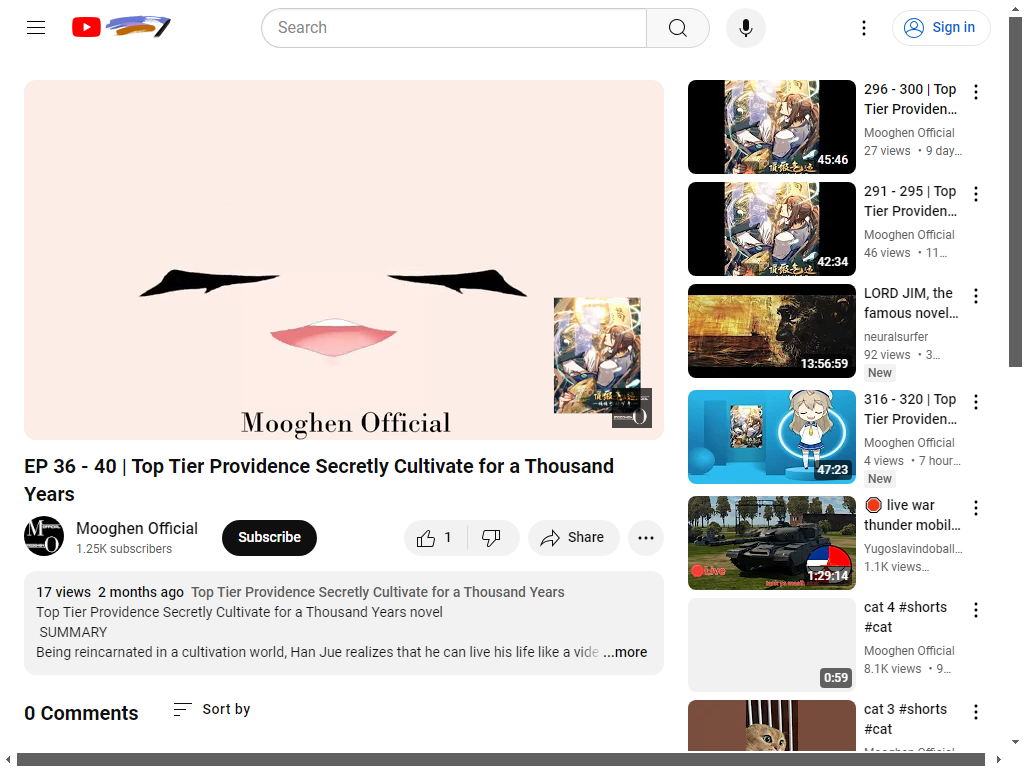 Search
Sign in
Mooghen Official
EP 36 - 40 | Top Tier Providence Secretly Cultivate for a Thousand
Years
Mooghen Official
1.25K subscribers
Subscribe
1
Share
17 views 2 months ago Top Tier Providence Secretly Cultivate for a Thousand Years
Top Tier Providence Secretly Cultivate for a Thousand Years novel
SUMMARY
Being reincarnated in a cultivation world, Han Jue realizes that he can live his life like a vide ...more
0 Comments
Sort by
45:46
296 - 300 | Top
Tier Providen...
Mooghen Official
27 views • 9 day...
42:34
291 - 295 | Top
Tier Providen...
Mooghen Official
46 views • 11...
13:56:59
LORD JIM, the
famous novel...
neuralsurfer
92 views • 3...
New
47:23
316 - 320 | Top
Tier Providen...
Mooghen Official
4 views • 7 hour...
New
Live
1:29:14
🛑 live war
thunder mobil...
Yugoslavindoball...
1.1K views...
0:59
cat 4 #shorts
#cat
Mooghen Official
8.1K views • 9...
cat 3 #shorts
#cat
Mooghen Official